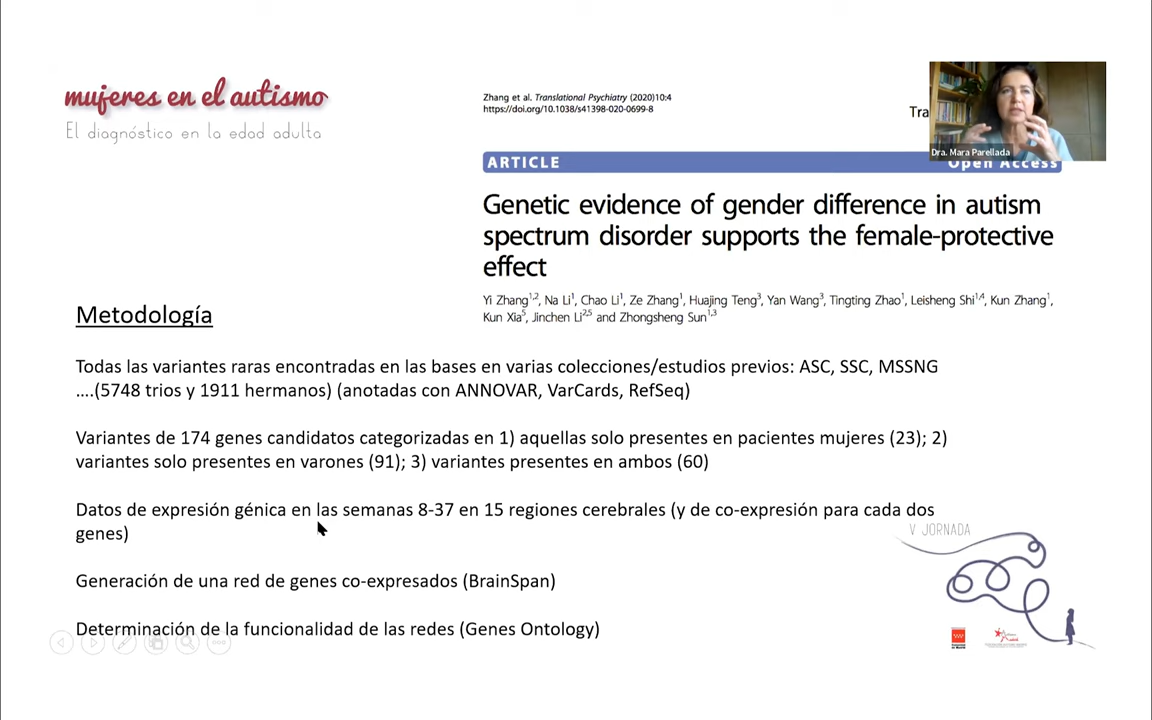 mujeres en el autismo
El diagnóstico en la edad adulta
Zhang et al. Translational Psychiatry (2020)10:4
https://doi.org/10.1038/s41398-020-0699-8
Tra
Dra. Mara Parellada
ARTICLE
Open Access
Genetic evidence of gender difference in autism
spectrum disorder supports the female-protective
effect
Yi Zhang1,2, Na Li1, Chao Li1, Ze Zhang1, Huajing Teng3, Yan Wang3, Tingting Zhao1, Leisheng Shi1,4, Kun Zhang1,
Kun Xia5, Jinchen Li2,5 and Zhongsheng Sun1,3
Metodología
Todas las variantes raras encontradas en las bases en varias colecciones/estudios previos: ASC, SSC, MSSNG
....(5748 trios y 1911 hermanos) (anotadas con ANNOVAR, VarCards, RefSeq)
Variantes de 174 genes candidatos categorizadas en 1) aquellas solo presentes en pacientes mujeres (23); 2)
variantes solo presentes en varones (91); 3) variantes presentes en ambos (60)
Datos de expresión génica en las semanas 8-37 en 15 regiones cerebrales (y de co-expresión para cada dos
genes)
V JORNADA
Generación de una red de genes co-expresados (BrainSpan)
Determinación de la funcionalidad de las redes (Genes Ontology)